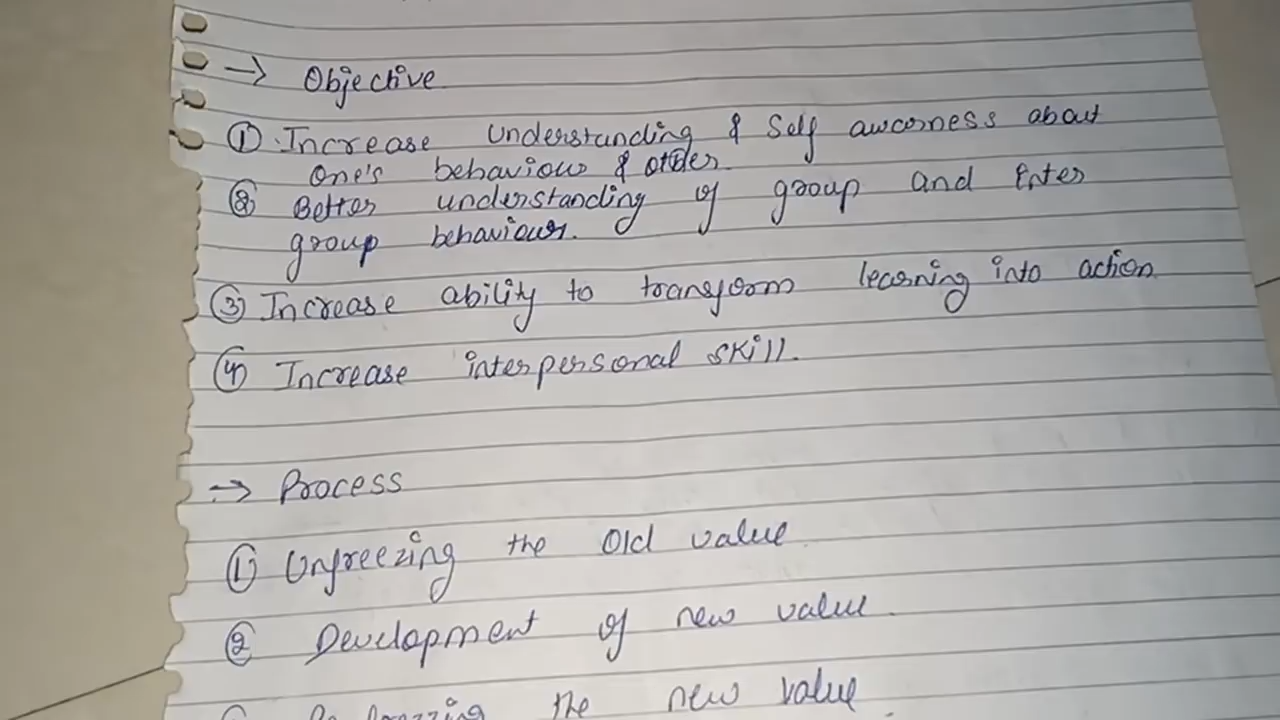 → Objective
① Increase understanding & Self awarness about
One's behaviour & other
② Better understanding of group and Enter
group behaviour.
③ Increase ability to transform learning into action
④ Increase interpersonal skill.
→ Process
① Unfreezing the Old value
② Development of new value.
the new value